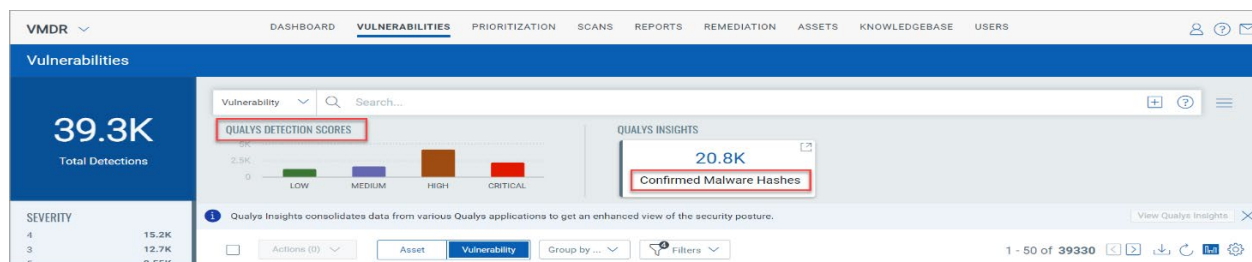 VMDR
DASHBOARD VULNERABILITIES PRIORITIZATION SCANS REPORTS REMEDIATION ASSETS KNOWLEDGEBASE USERS
Vulnerabilities
39.3K
Total Detections
Vulnerability Search...
QUALYS DETECTION SCORES
5K
2.5K
0
LOW MEDIUM HIGH CRITICAL
QUALYS INSIGHTS
20.8K
Confirmed Malware Hashes
Qualys Insights consolidates data from various Qualys applications to get an enhanced view of the security posture. View Qualys Insights
SEVERITY
4 15.2K
3 12.7K
Actions (0) Asset Vulnerability Group by ... 4 Filters 1 - 50 of 39330